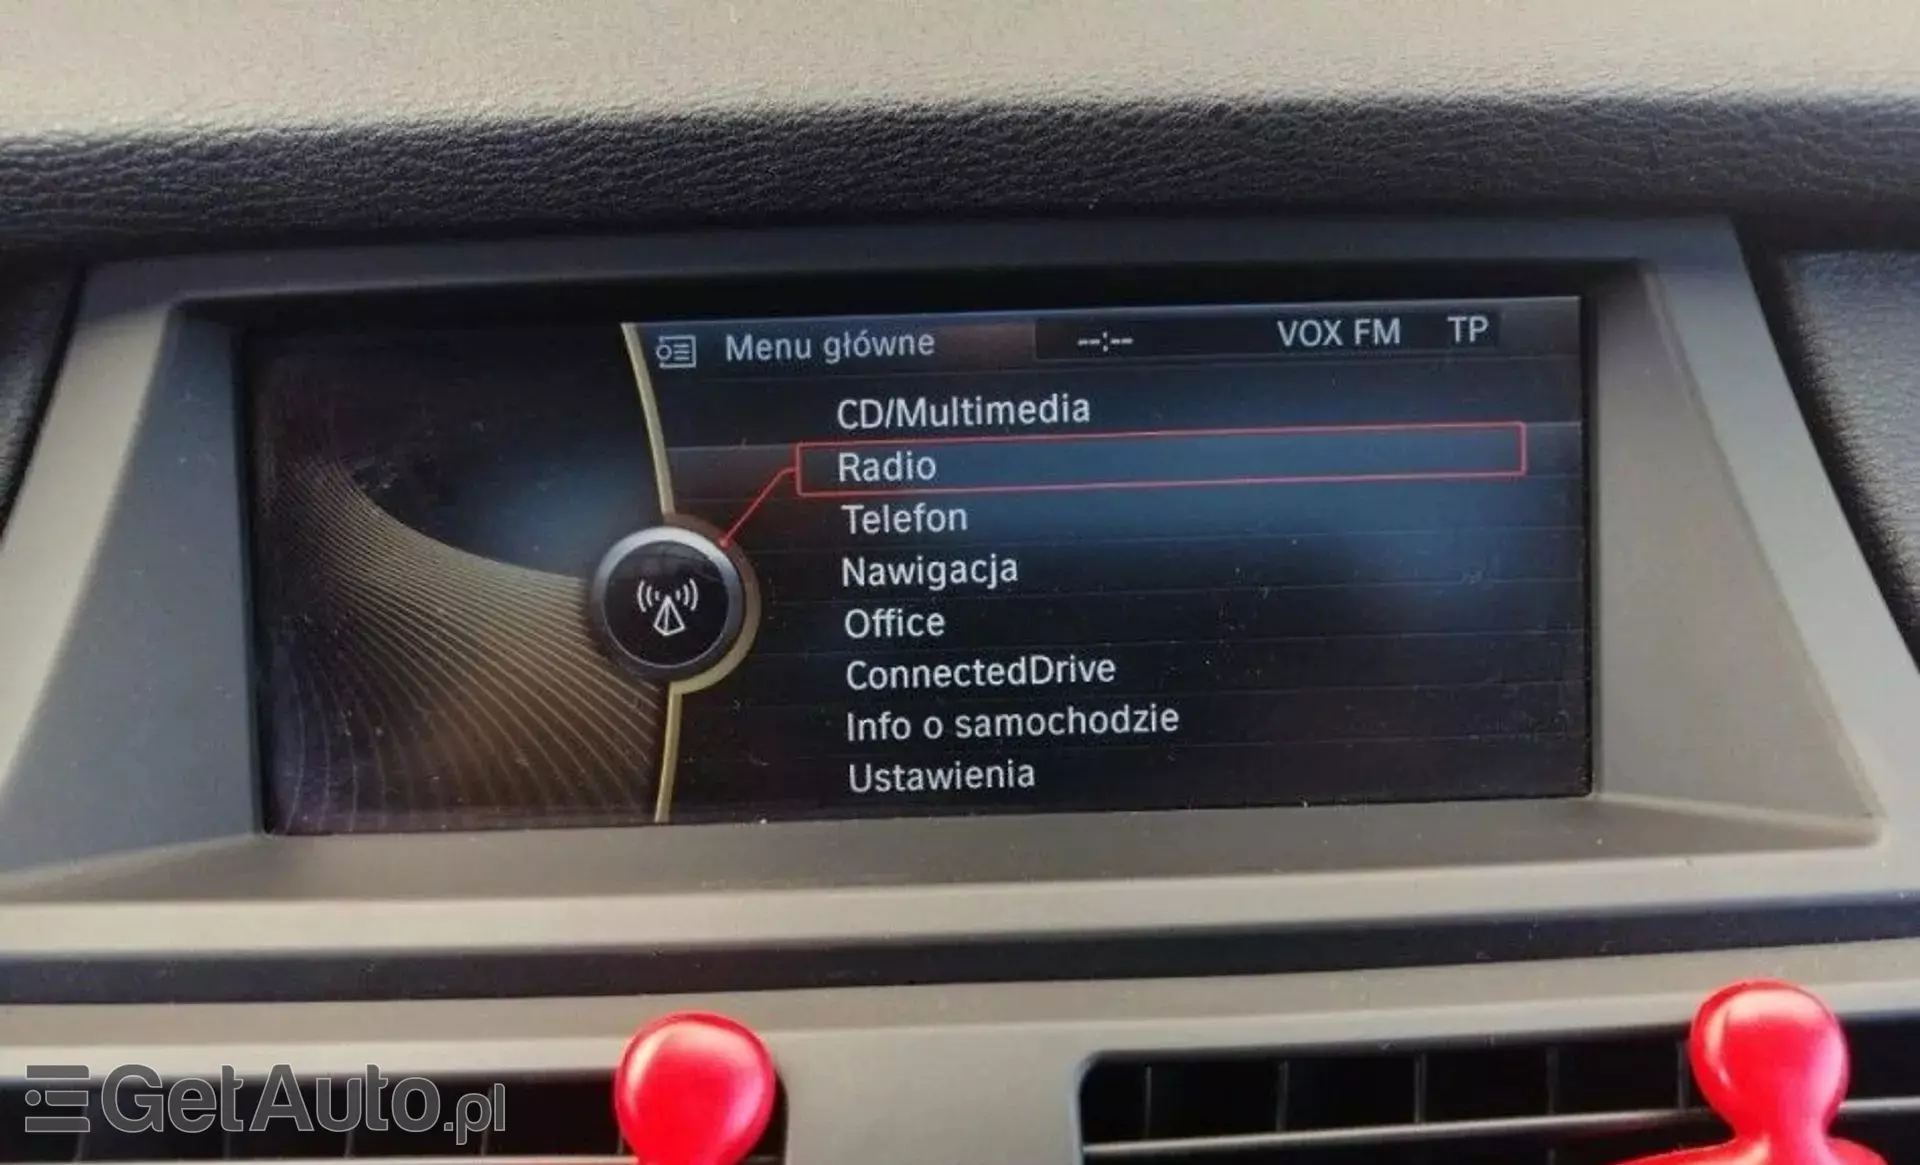 Menu główne --:-- VOX FM TP
CD/Multimedia
Radio
Telefon
Nawigacja
Office
ConnectedDrive
Info o samochodzie
Ustawienia
GetAuto.pl